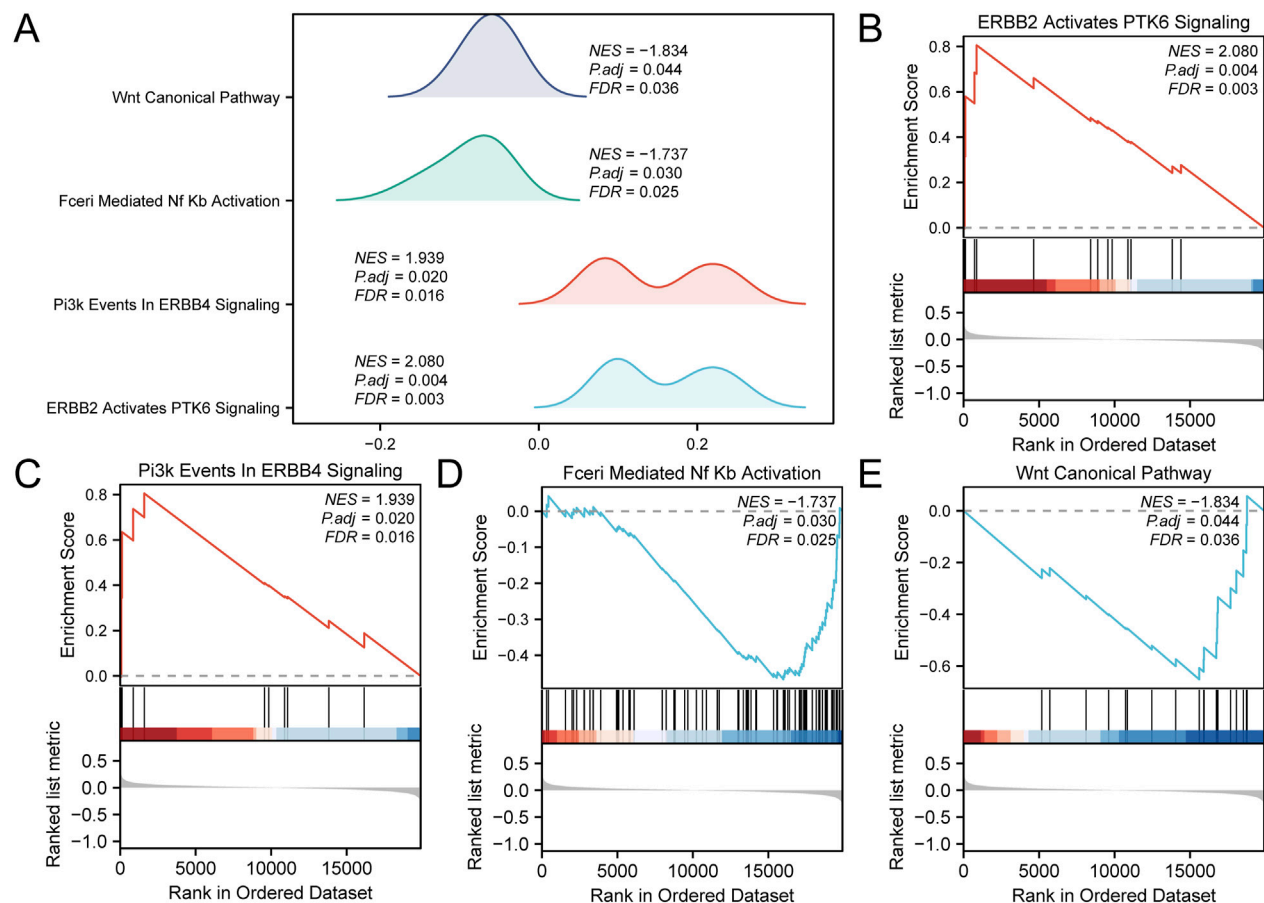 A
Wnt Canonical Pathway
NES = −1.834
P.adj = 0.044
FDR = 0.036
Fceri Mediated Nf Kb Activation
NES = −1.737
P.adj = 0.030
FDR = 0.025
Pi3k Events In ERBB4 Signaling
NES = 1.939
P.adj = 0.020
FDR = 0.016
ERBB2 Activates PTK6 Signaling
NES = 2.080
P.adj = 0.004
FDR = 0.003
−0.2 0.0 0.2
B
ERBB2 Activates PTK6 Signaling
NES = 2.080
P.adj = 0.004
FDR = 0.003
Enrichment Score
0.8
0.6
0.4
0.2
0.0
Ranked list metric
0.5
0.0
−0.5
−1.0
0 5000 10000 15000
Rank in Ordered Dataset
C
Pi3k Events In ERBB4 Signaling
NES = 1.939
P.adj = 0.020
FDR = 0.016
Enrichment Score
0.8
0.6
0.4
0.2
0.0
Ranked list metric
0.5
0.0
−0.5
−1.0
0 5000 10000 15000
Rank in Ordered Dataset
D
Fceri Mediated Nf Kb Activation
NES = −1.737
P.adj = 0.030
FDR = 0.025
Enrichment Score
0.0
−0.1
−0.2
−0.3
−0.4
Ranked list metric
0.5
0.0
−0.5
−1.0
0 5000 10000 15000
Rank in Ordered Dataset
E
Wnt Canonical Pathway
NES = −1.834
P.adj = 0.044
FDR = 0.036
Enrichment Score
0.0
−0.2
−0.4
−0.6
Ranked list metric
0.5
0.0
−0.5
−1.0
0 5000 10000 15000
Rank in Ordered Dataset